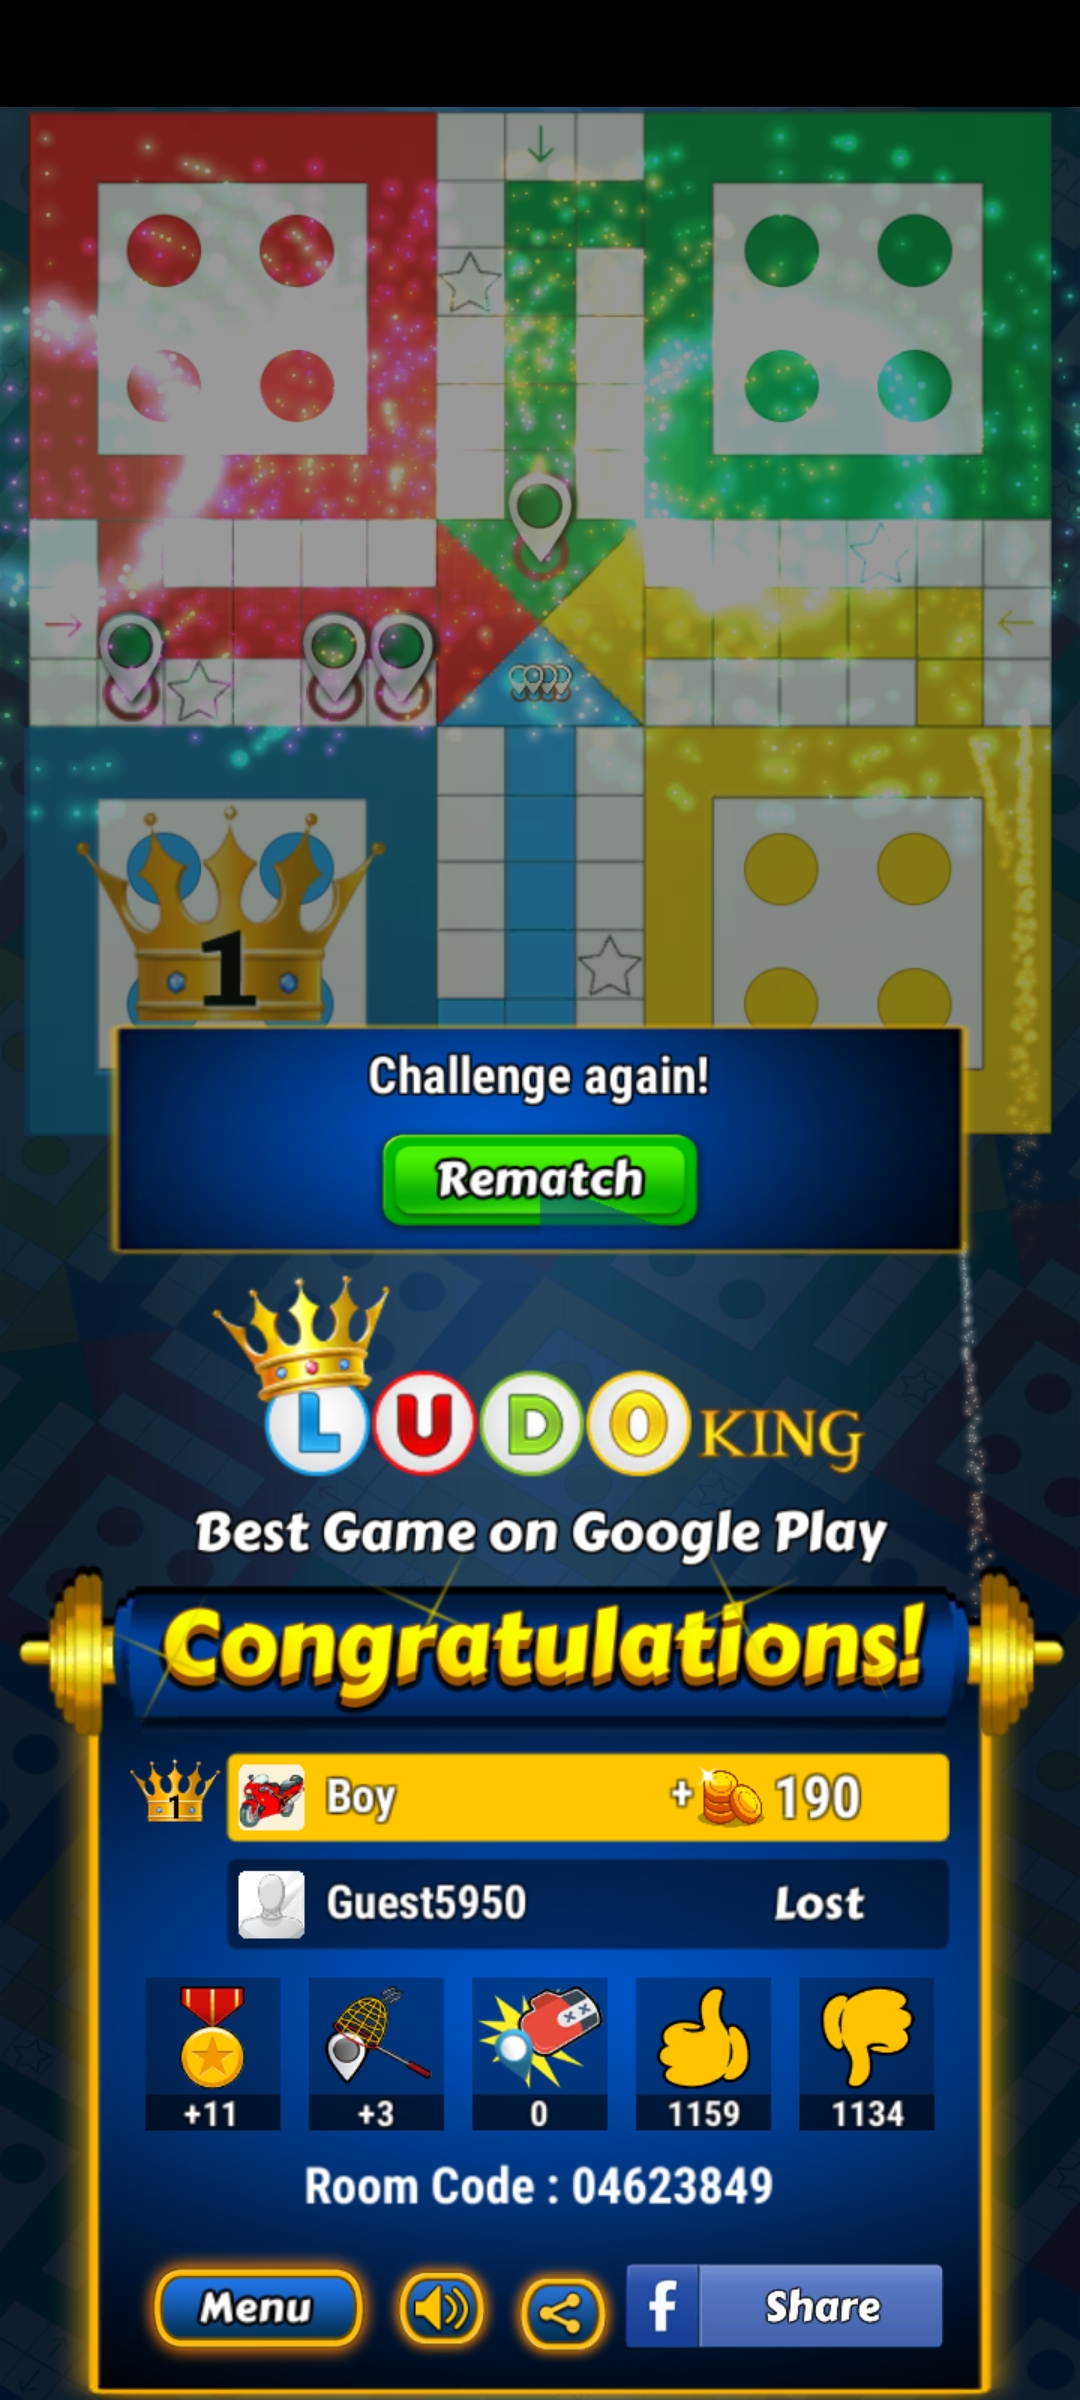 1
Challenge again!
Rematch
LUDO KING
Best Game on Google Play
Congratulations!
1 Boy + 190
Guest5950 Lost
+11 +3 0 1159 1134
Room Code : 04623849
Menu f Share